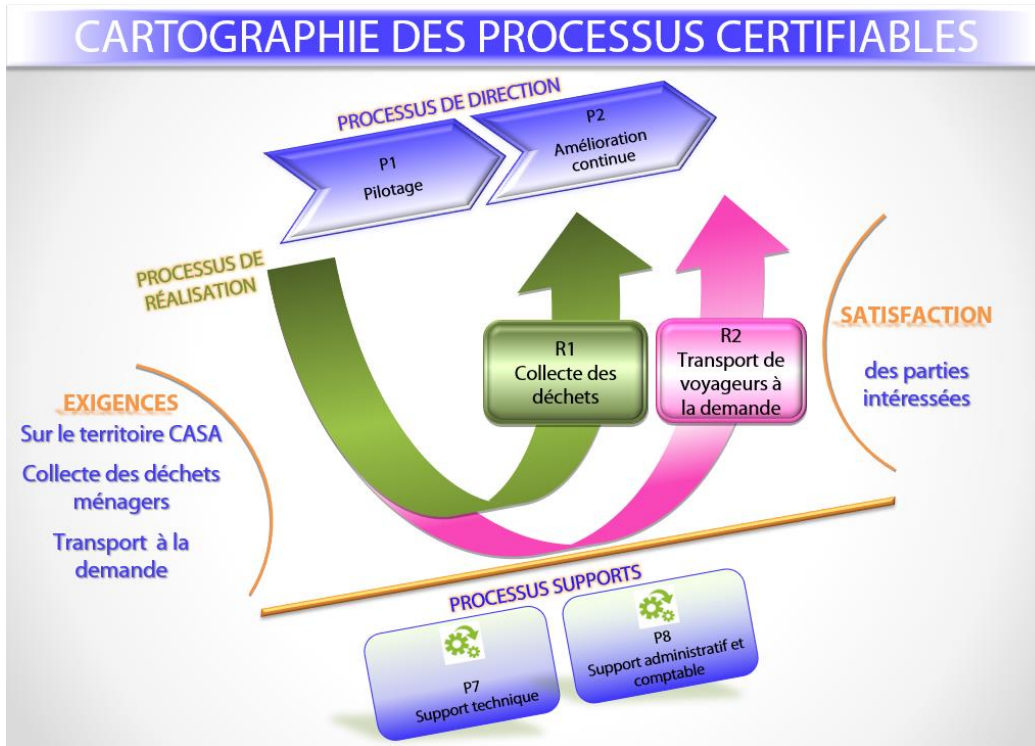 CARTOGRAPHIE DES PROCESSUS CERTIFIABLES
PROCESSUS DE DIRECTION
P1
Pilotage
P2
Amélioration
continue
PROCESSUS DE
RÉALISATION
R1
Collecte des
déchets
R2
Transport de
voyageurs à
la demande
EXIGENCES
Sur le territoire CASA
Collecte des déchets
ménagers
Transport à la
demande
SATISFACTION
des parties
intéressées
PROCESSUS SUPPORTS
P7
Support technique
P8
Support administratif et
comptable